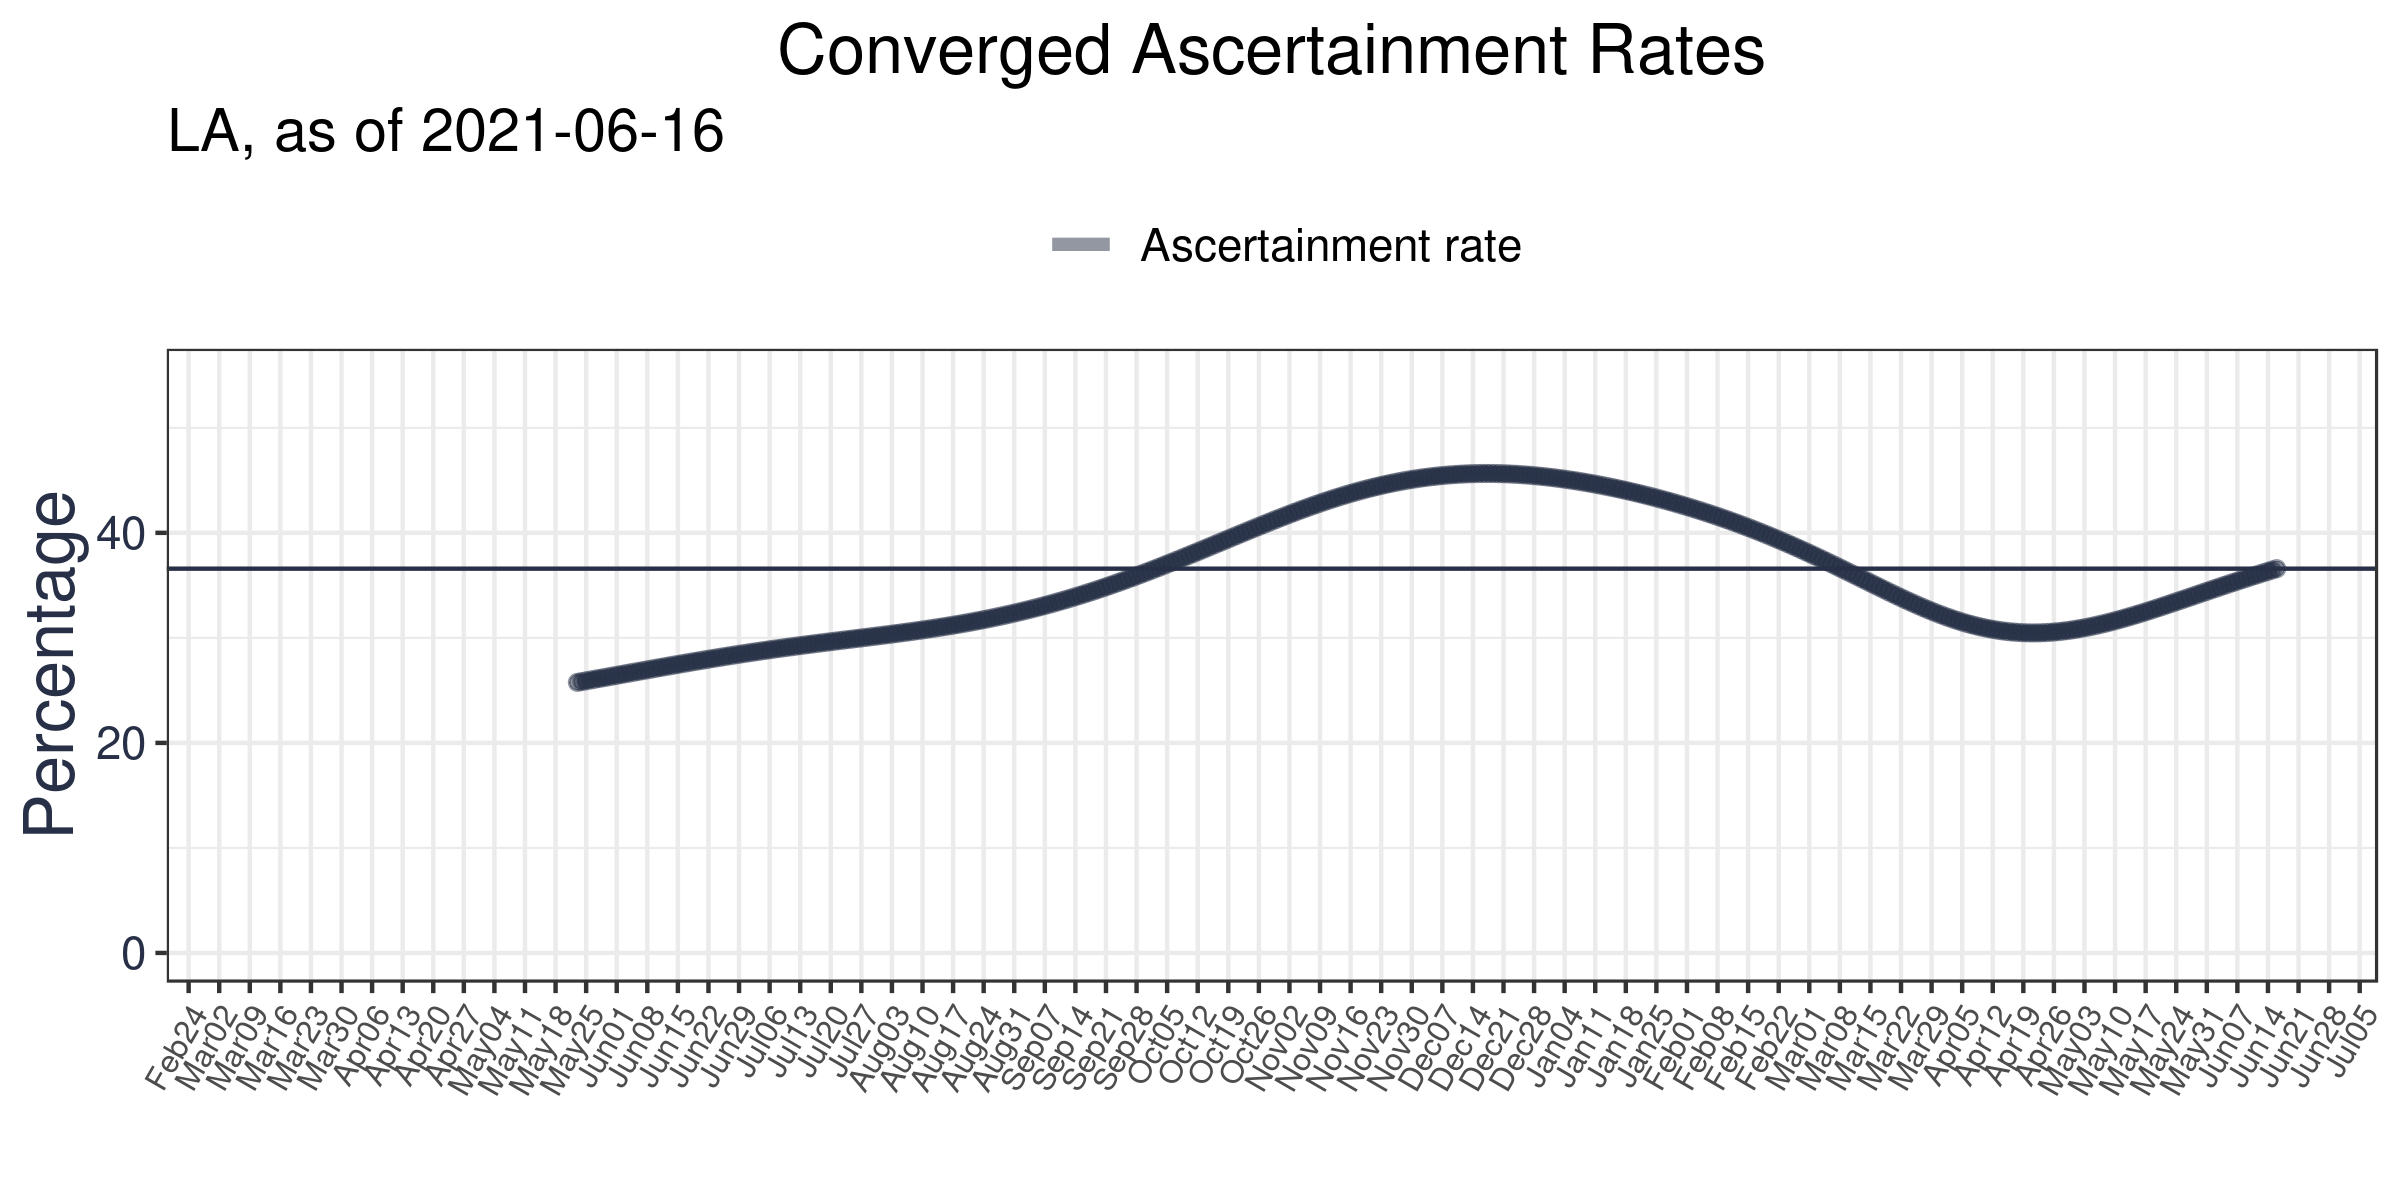 Converged Ascertainment Rates
LA, as of 2021-06-16
Ascertainment rate
Percentage
40
20
0
Feb24
Mar02
Mar09
Mar16
Mar23
Mar30
Apr06
Apr13
Apr20
Apr27
May04
May11
May18
May25
Jun01
Jun08
Jun15
Jun22
Jun29
Jul06
Jul13
Jul20
Jul27
Aug03
Aug10
Aug17
Aug24
Aug31
Sep07
Sep14
Sep21
Sep28
Oct05
Oct12
Oct19
Oct26
Nov02
Nov09
Nov16
Nov23
Nov30
Dec07
Dec14
Dec21
Dec28
Jan04
Jan11
Jan18
Jan25
Feb01
Feb08
Feb15
Feb22
Mar01
Mar08
Mar15
Mar22
Mar29
Apr05
Apr12
Apr19
Apr26
May03
May10
May17
May24
May31
Jun07
Jun14
Jun21
Jun28
Jul05